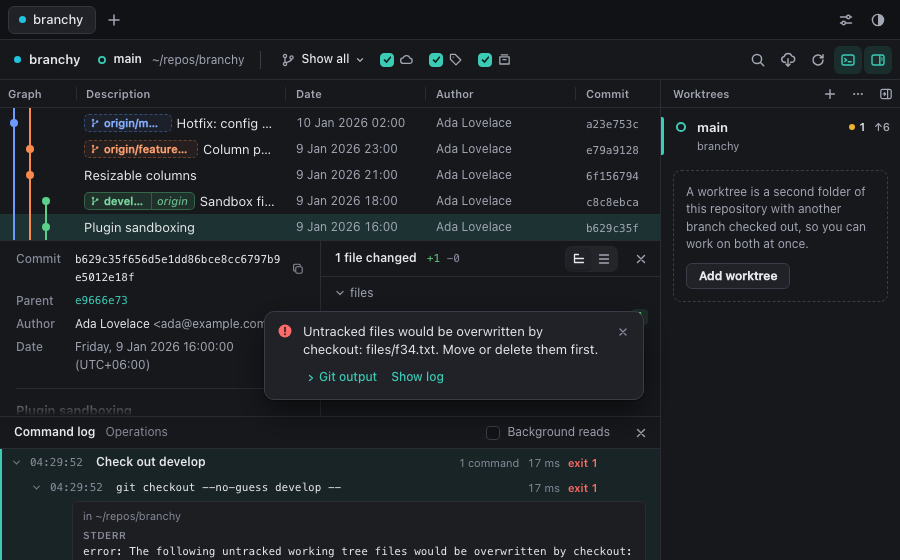 branchy
branchy main ~/repos/branchy Show all
Graph Description Date Author Commit
origin/m... Hotfix: config ... 10 Jan 2026 02:00 Ada Lovelace a23e753c
origin/feature... Column p... 9 Jan 2026 23:00 Ada Lovelace e79a9128
Resizable columns 9 Jan 2026 21:00 Ada Lovelace 6f156794
devel... origin Sandbox fi... 9 Jan 2026 18:00 Ada Lovelace c8c8ebca
Plugin sandboxing 9 Jan 2026 16:00 Ada Lovelace b629c35f
Worktrees
main 1 ↑6
branchy
A worktree is a second folder of
this repository with another
branch checked out, so you can
work on both at once.
Add worktree
Commit b629c35f656d5e1dd86bce8cc6797b9
e5012e18f
Parent e9666e73
Author Ada Lovelace <ada@example.com
Date Friday, 9 Jan 2026 16:00:00
(UTC+06:00)
Plugin sandboxing
1 file changed +1 −0
files
Untracked files would be overwritten by
checkout: files/f34.txt. Move or delete them first.
Git output Show log
Command log Operations Background reads
04:29:52 Check out develop 1 command 17 ms exit 1
04:29:52 git checkout --no-guess develop -- 17 ms exit 1
in ~/repos/branchy
STDERR
error: The following untracked working tree files would be overwritten by checkout: